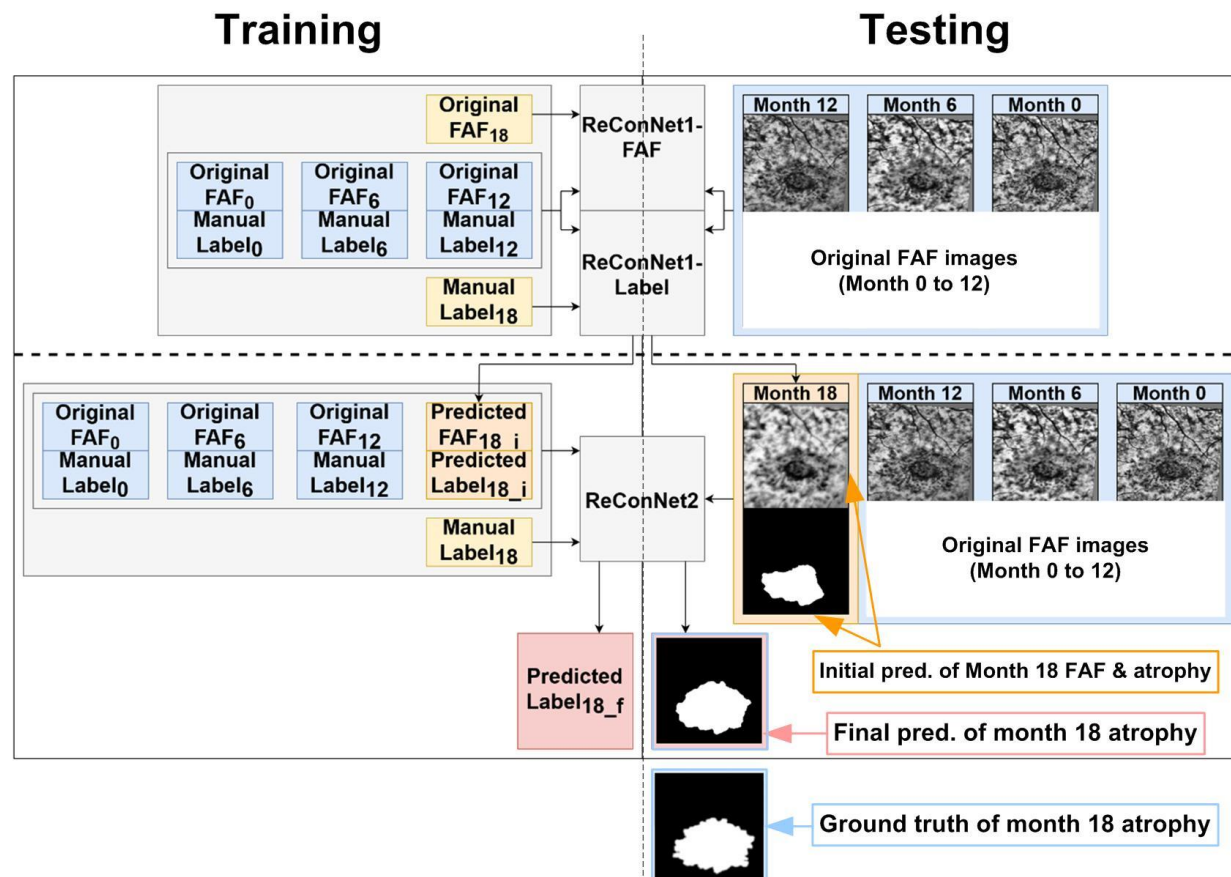 Training
Testing
Original
FAF18
ReConNet1-
FAF
Original
FAF0
Manual
Label0
Original
FAF6
Manual
Label6
Original
FAF12
Manual
Label12
ReConNet1-
Label
Manual
Label18
Month 12
Month 6
Month 0
Original FAF images
(Month 0 to 12)
Original
FAF0
Manual
Label0
Original
FAF6
Manual
Label6
Original
FAF12
Manual
Label12
Predicted
FAF18_i
Predicted
Label18_i
Manual
Label18
ReConNet2
Month 18
Month 12
Month 6
Month 0
Original FAF images
(Month 0 to 12)
Initial pred. of Month 18 FAF & atrophy
Predicted
Label18_f
Final pred. of month 18 atrophy
Ground truth of month 18 atrophy